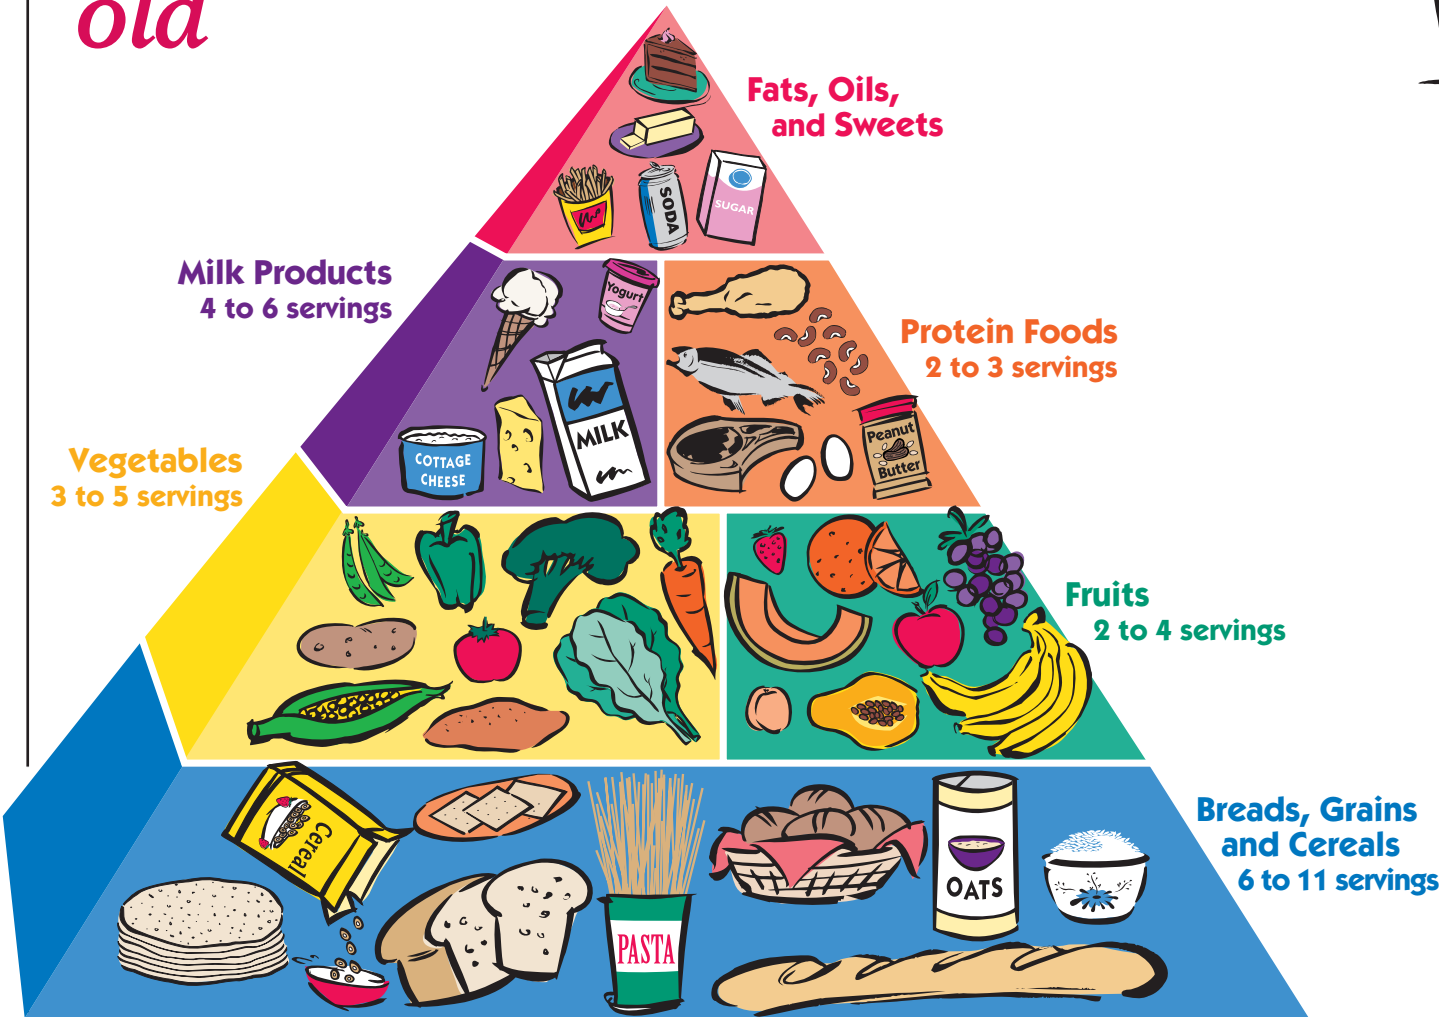 old
Fats, Oils,
and Sweets
SODA
SUGAR
Milk Products
4 to 6 servings
Yogurt
MILK
COTTAGE
CHEESE
Protein Foods
2 to 3 servings
Peanut
Butter
Vegetables
3 to 5 servings
Fruits
2 to 4 servings
Breads, Grains
and Cereals
6 to 11 servings
Cereal
PASTA
OATS